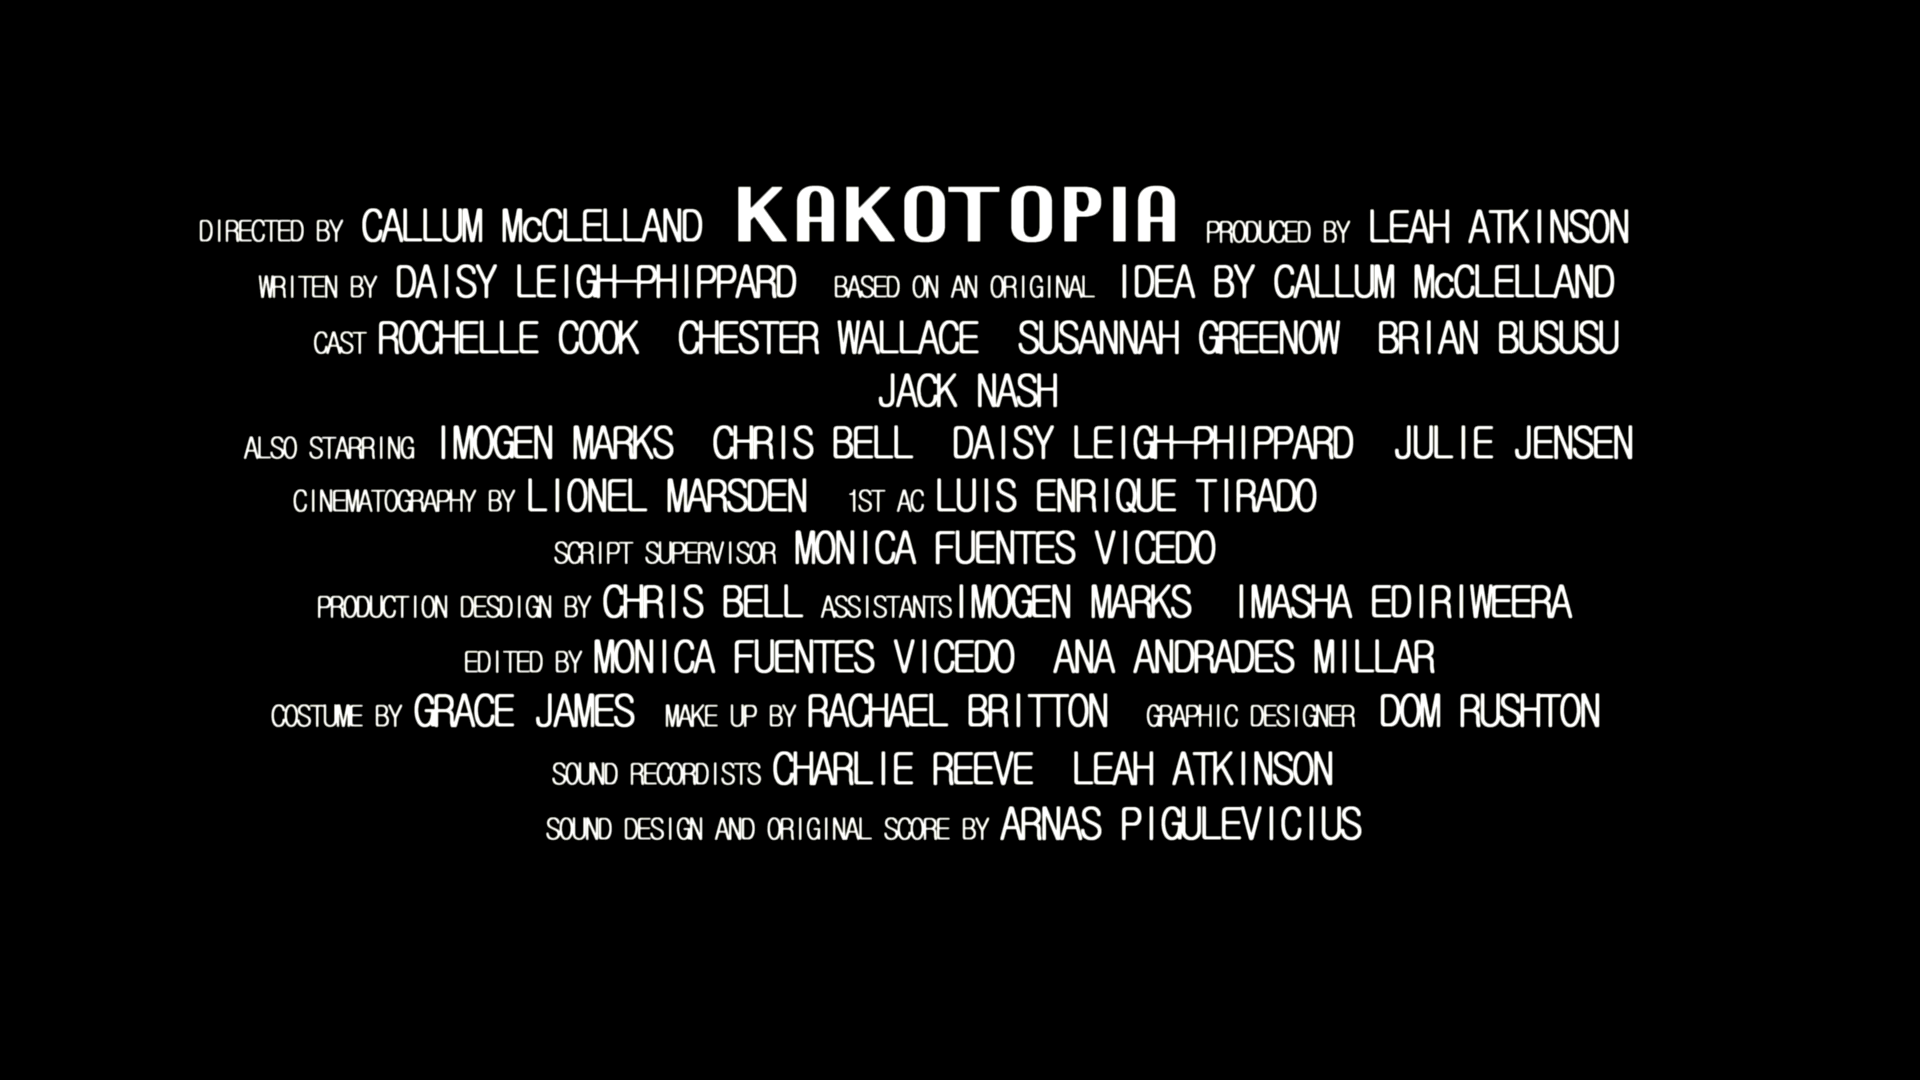 DIRECTED BY CALLUM McCLELLAND KAKOTOPIA PRODUCED BY LEAH ATKINSON
WRITEN BY DAISY LEIGH-PHIPPARD BASED ON AN ORIGINAL IDEA BY CALLUM McCLELLAND
CAST ROCHELLE COOK CHESTER WALLACE SUSANNAH GREENOW BRIAN BUSUSU
JACK NASH
ALSO STARRING IMOGEN MARKS CHRIS BELL DAISY LEIGH-PHIPPARD JULIE JENSEN
CINEMATOGRAPHY BY LIONEL MARSDEN 1ST AC LUIS ENRIQUE TIRADO
SCRIPT SUPERVISOR MONICA FUENTES VICEDO
PRODUCTION DESDIGN BY CHRIS BELL ASSISTANTS IMOGEN MARKS IMASHA EDIRIWEERA
EDITED BY MONICA FUENTES VICEDO ANA ANDRADES MILLAR
COSTUME BY GRACE JAMES MAKE UP BY RACHAEL BRITTON GRAPHIC DESIGNER DOM RUSHTON
SOUND RECORDISTS CHARLIE REEVE LEAH ATKINSON
SOUND DESIGN AND ORIGINAL SCORE BY ARNAS PIGULEVICIUS